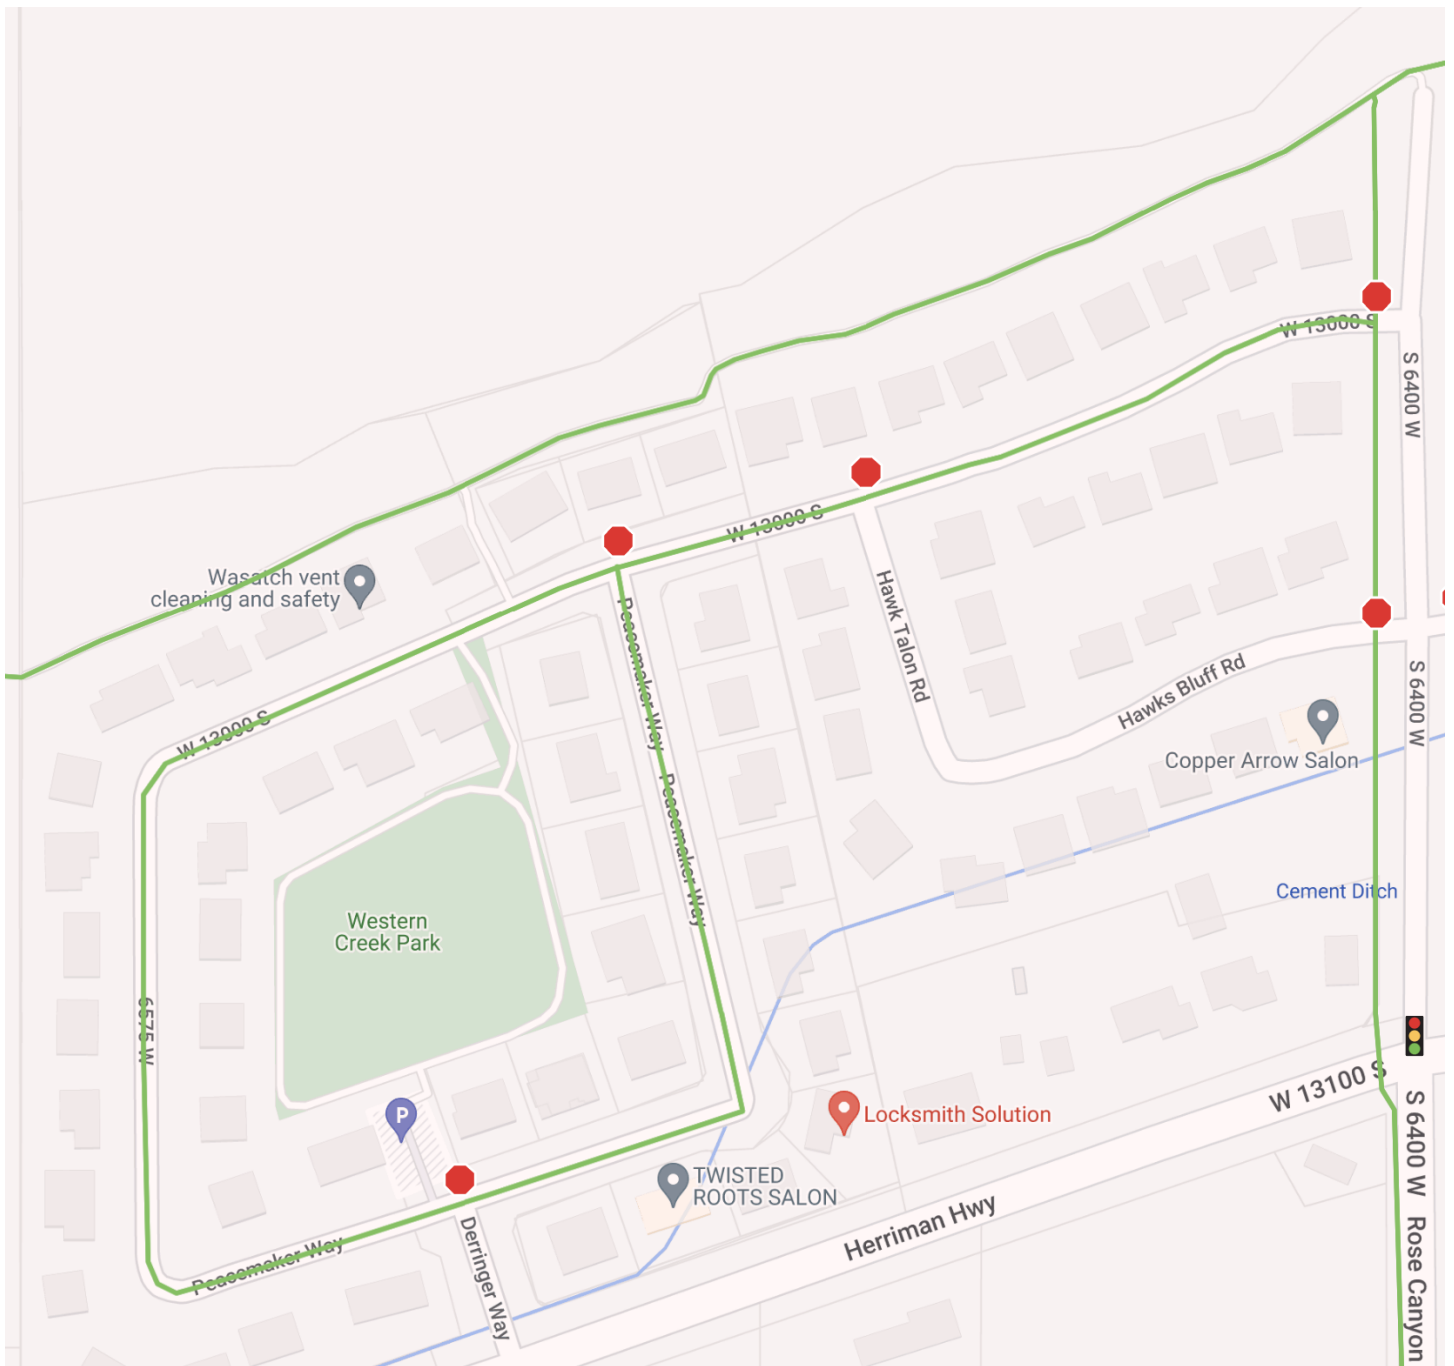 W 13000 S
S 6400 W
W 13000 S
Wasatch vent
cleaning and safety
Peacemaker Way
Hawk Talon Rd
Hawks Bluff Rd
S 6400 W
W 13000 S
Copper Arrow Salon
Peacemaker Way
Cement Ditch
Western
Creek Park
6575 W
W 13100 S
P
Locksmith Solution
TWISTED
ROOTS SALON
S 6400 W
Rose Canyon
Herriman Hwy
Peacemaker Way
Derringer Way